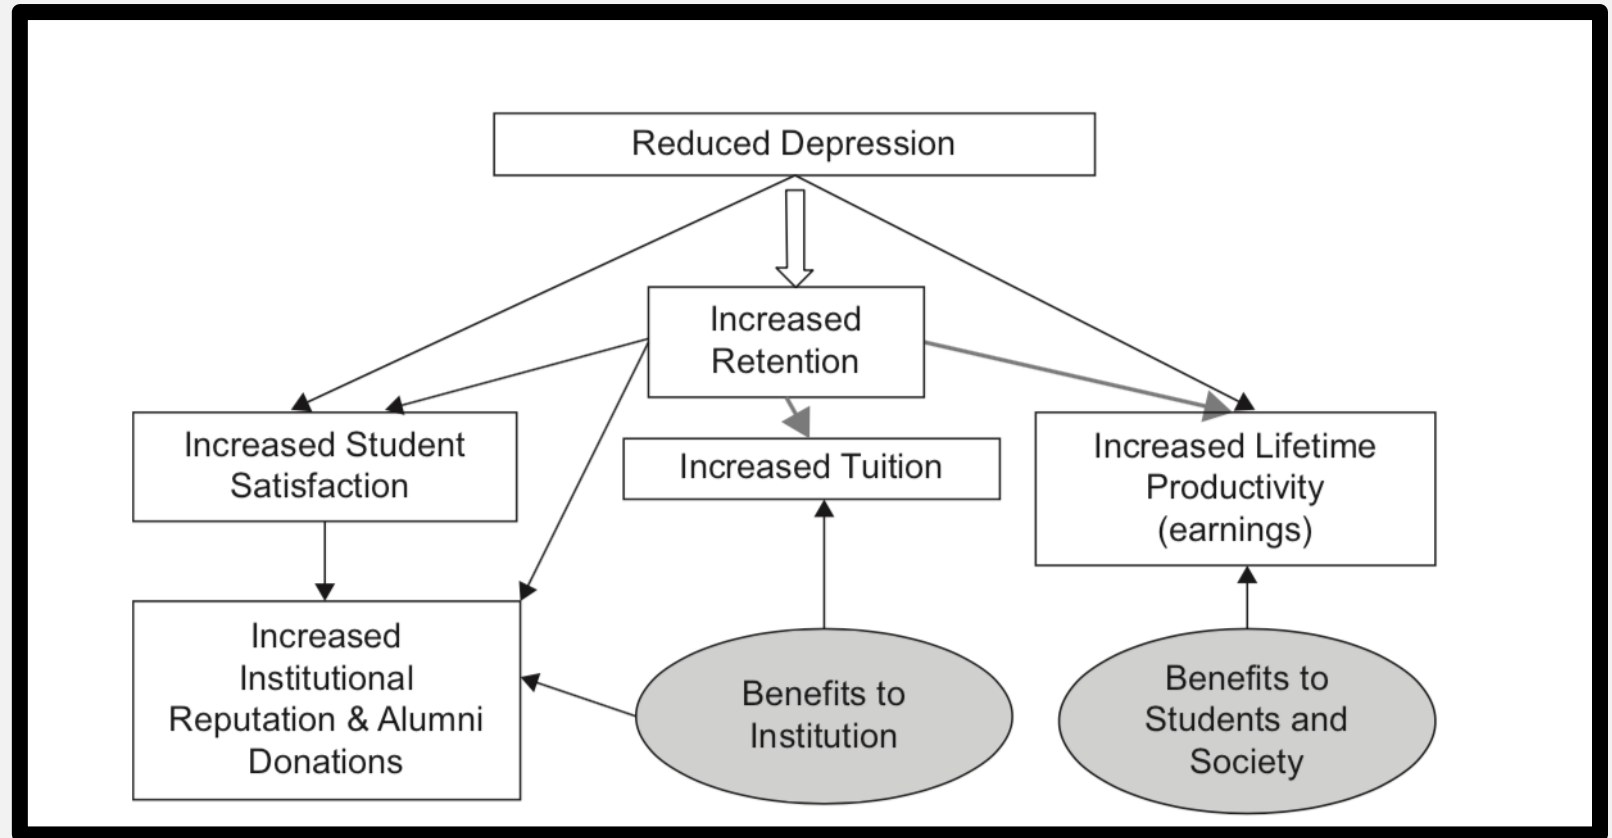 Reduced Depression
Increased
Retention
Increased Student
Satisfaction
Increased Tuition
Increased Lifetime
Productivity
(earnings)
Increased
Institutional
Reputation & Alumni
Donations
Benefits to
Institution
Benefits to
Students and
Society